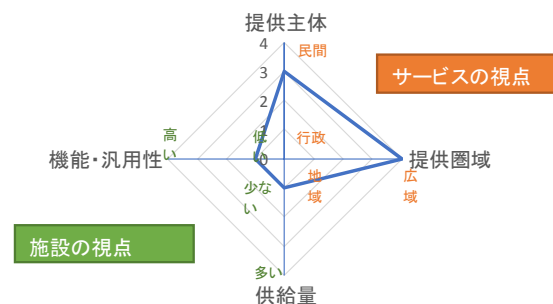 提供主体
4
民間
3
サービスの視点
2
高い
1
低い
行政
機能・汎用性
0
提供圏域
少ない
地域
広域
施設の視点
多い
供給量